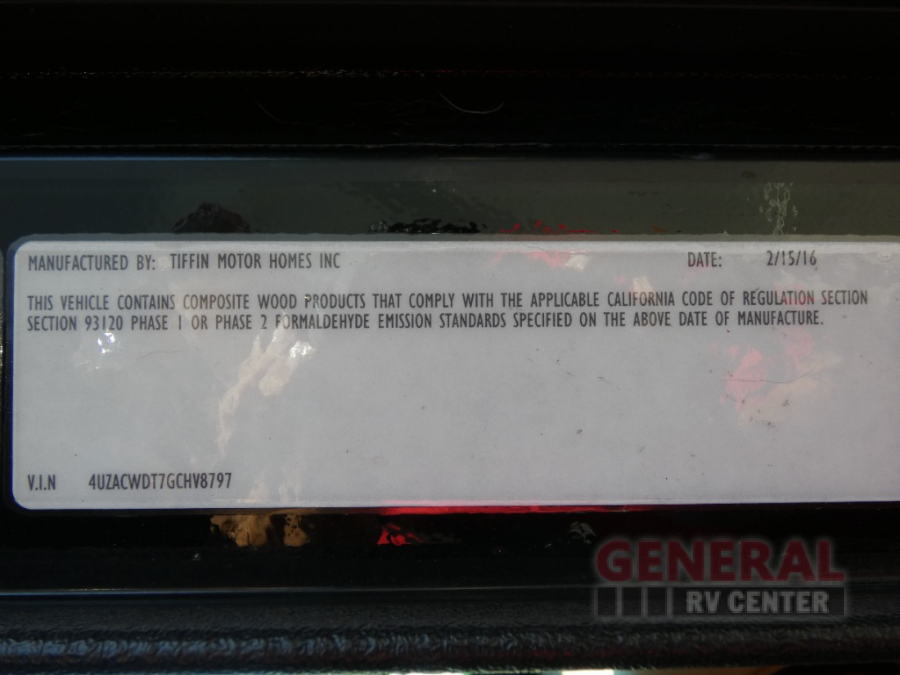 MANUFACTURED BY: TIFFIN MOTOR HOMES INC DATE: 2/15/16
THIS VEHICLE CONTAINS COMPOSITE WOOD PRODUCTS THAT COMPLY WITH THE APPLICABLE CALIFORNIA CODE OF REGULATION SECTION
SECTION 93120 PHASE 1 OR PHASE 2 FORMALDEHYDE EMISSION STANDARDS SPECIFIED ON THE ABOVE DATE OF MANUFACTURE.
V.I.N 4UZACWDT7GCHV8797
GENERAL
RV CENTER